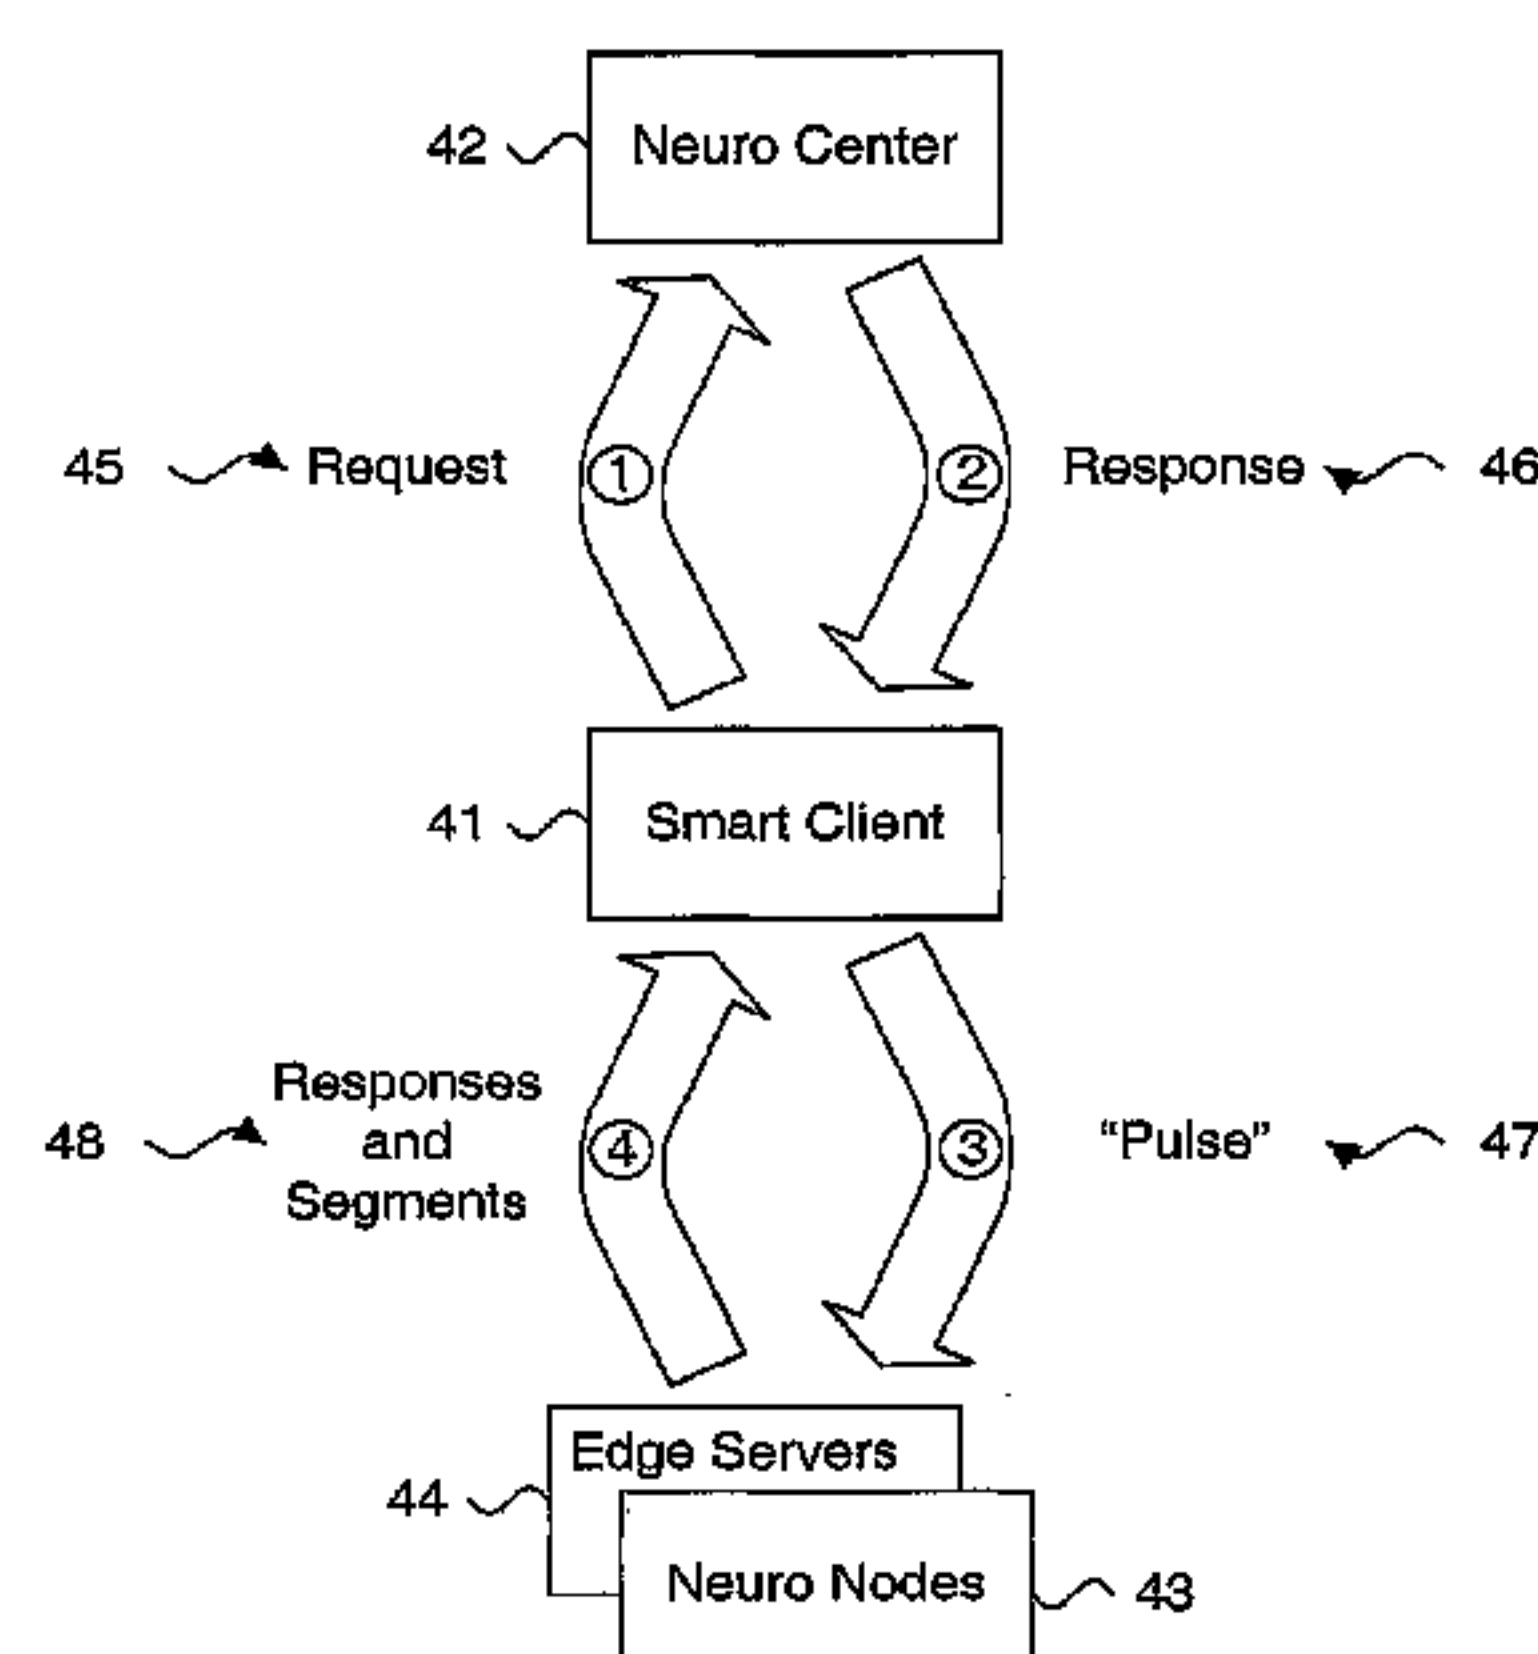 42 Neuro Center
45 Request 1 2 Response 46
41 Smart Client
Responses
48 and 4 3 “Pulse” 47
Segments
Edge Servers
44
Neuro Nodes 43